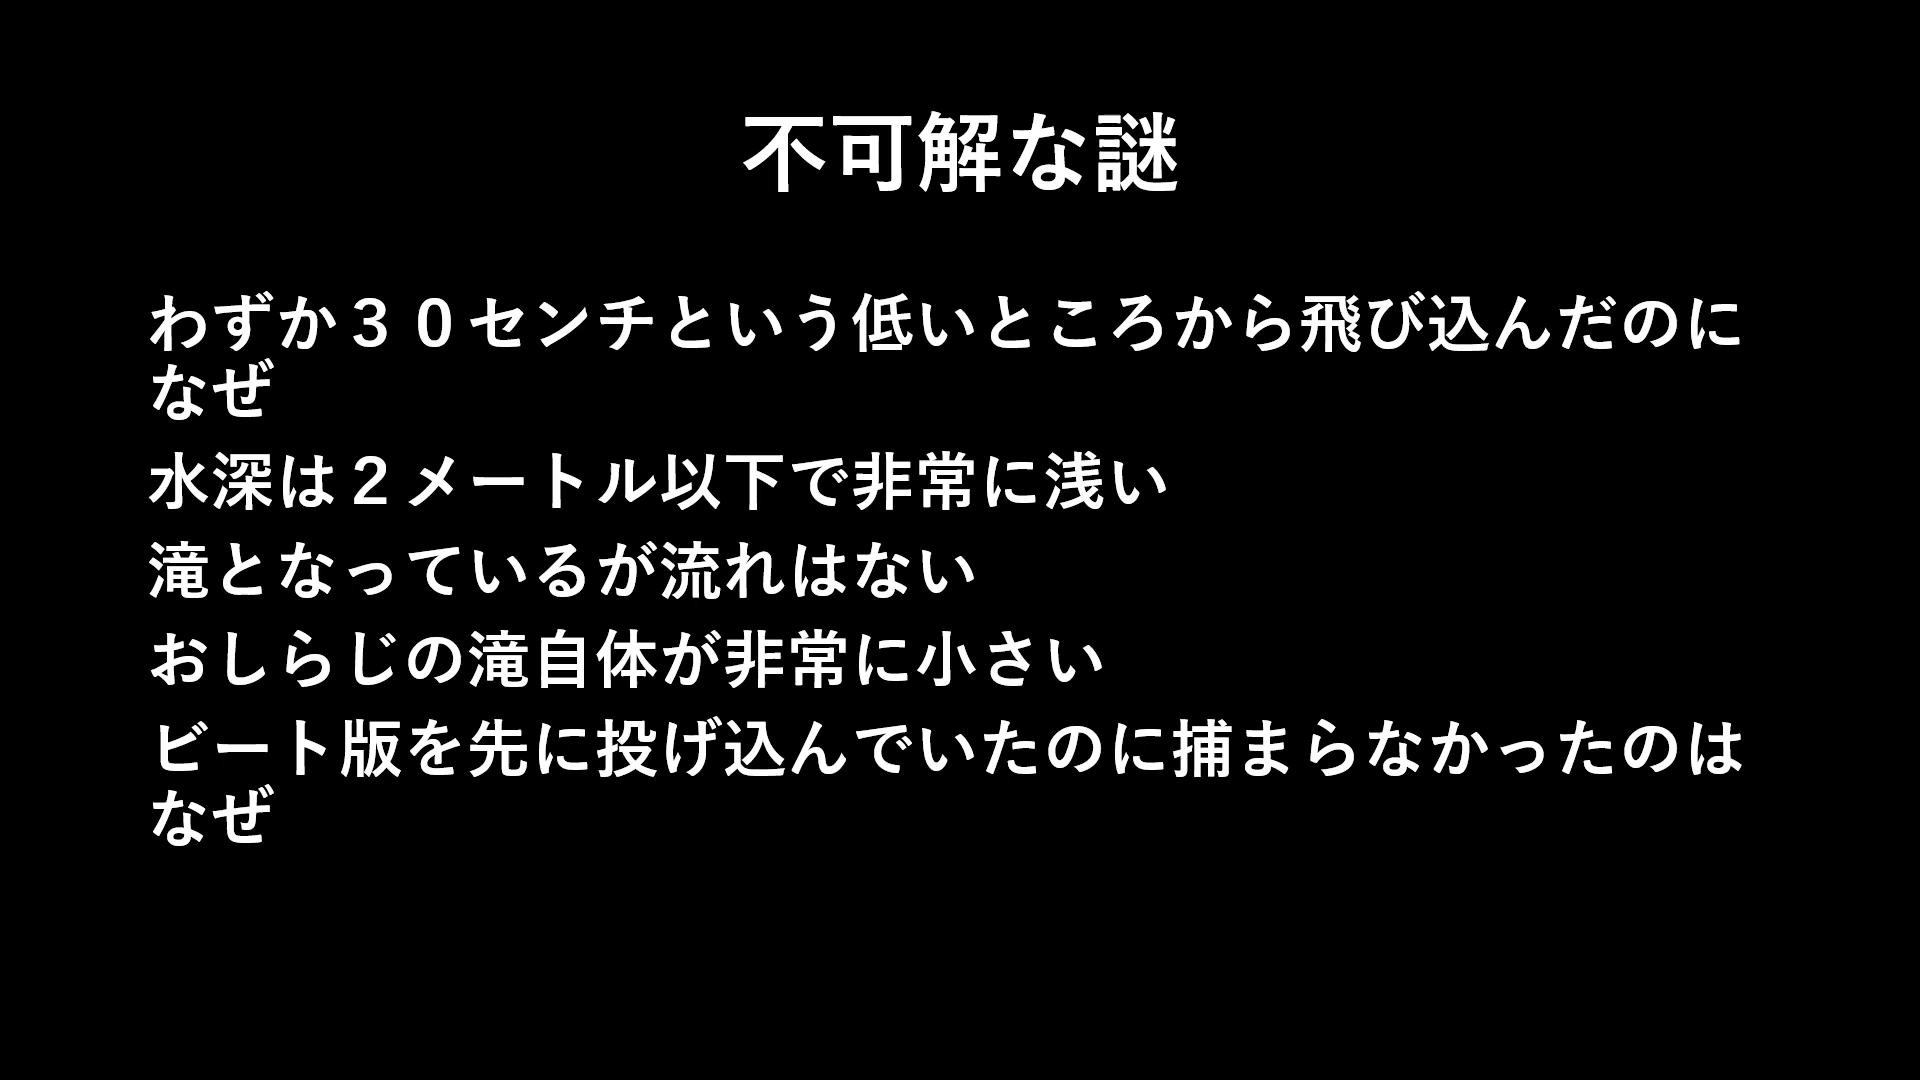 不可解な謎
わずか３０センチという低いところから飛び込んだのに
なぜ
水深は２メートル以下で非常に浅い
滝となっているが流れはない
おしらじの滝自体が非常に小さい
ビート版を先に投げ込んでいたのに捕まらなかったのは
なぜ